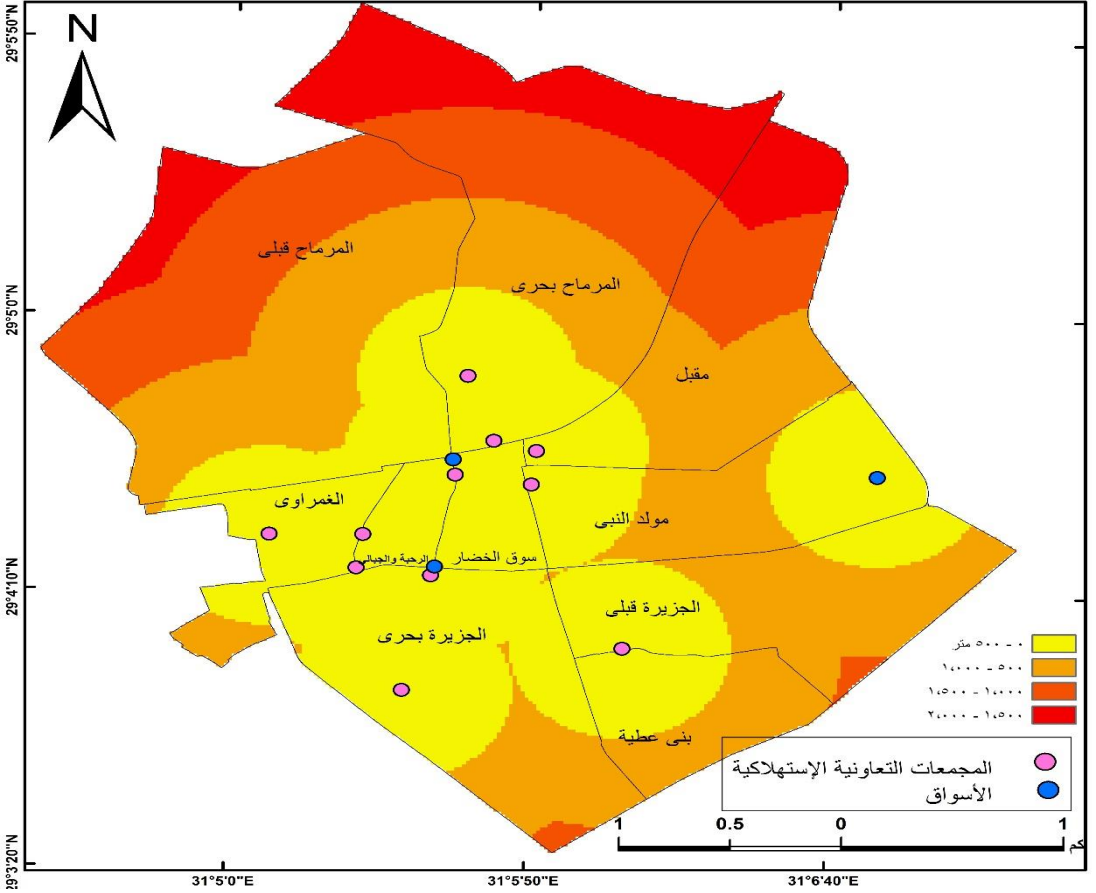 N
29°5'50"N
29°5'0"N
29°4'10"N
29°3'20"N
المرماح قبلى
المرماح بحرى
مقبل
الغمراوى
مولد النبى
سوق الخضار
الرحبة والجبالى
الجزيرة قبلى
الجزيرة بحرى
بنى عطية
٠ - ٥٠٠ متر
٥٠٠ - ١،٠٠٠
١،٠٠٠ - ١،٥٠٠
١،٥٠٠ - ٢،٠٠٠
المجمعات التعاونية الإستهلاكية
الأسواق
1 0.5 0 1
كم
31°5'0"E 31°5'50"E 31°6'40"E